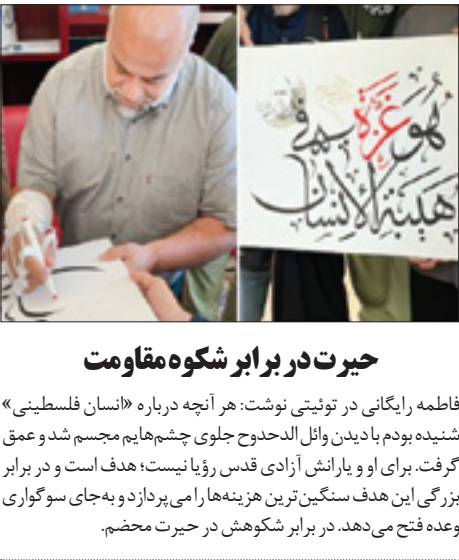 هو غزة في
هيبة الإنسان
حیرت در برابر شکوه مقاومت
فاطمه رایگانی در توئیتی نوشت: هر آنچه درباره «انسان فلسطینی»
شنیده بودم با دیدن وائل الدحدوح جلوی چشم‌هایم مجسم شد و عمق
گرفت. برای او و یارانش آزادی قدس رؤیا نیست؛ هدف است و در برابر
بزرگی این هدف سنگین‌ترین هزینه‌ها را می‌پردازد و به‌جای سوگواری
وعده فتح می‌دهد. در برابر شکوهش در حیرت محضم.